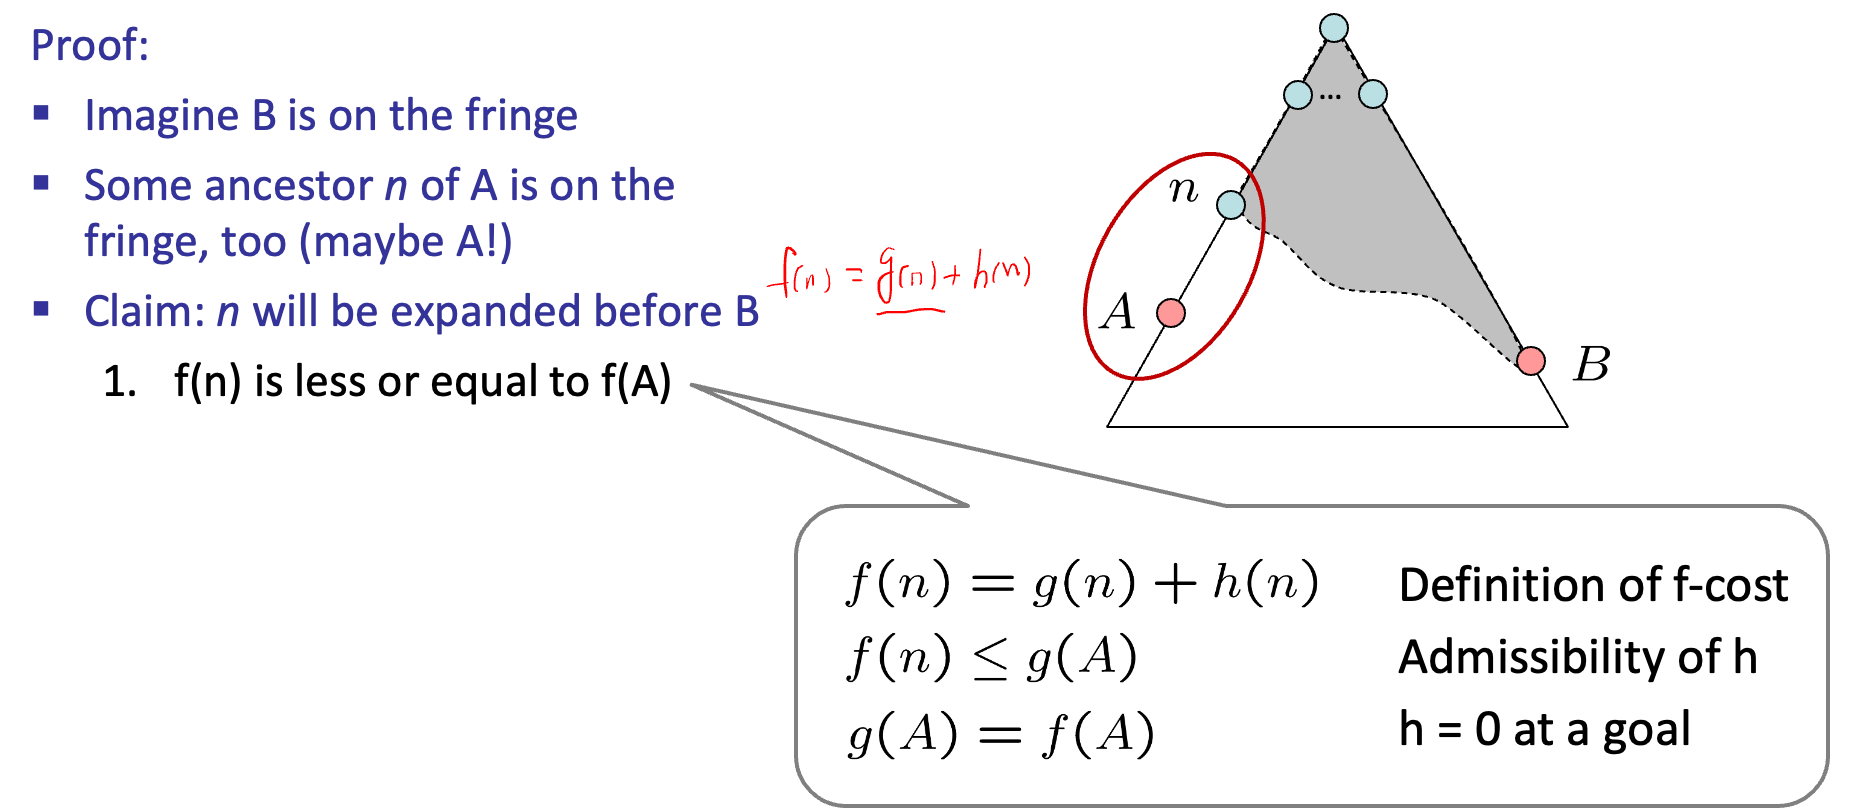 Proof:
▪ Imagine B is on the fringe
▪ Some ancestor n of A is on the
fringe, too (maybe A!)
▪ Claim: n will be expanded before B
1. f(n) is less or equal to f(A)
f(n) = g(n) + h(n)
...
n
A
B
f(n) = g(n) + h(n) Definition of f-cost
f(n) ≤ g(A) Admissibility of h
g(A) = f(A) h = 0 at a goal